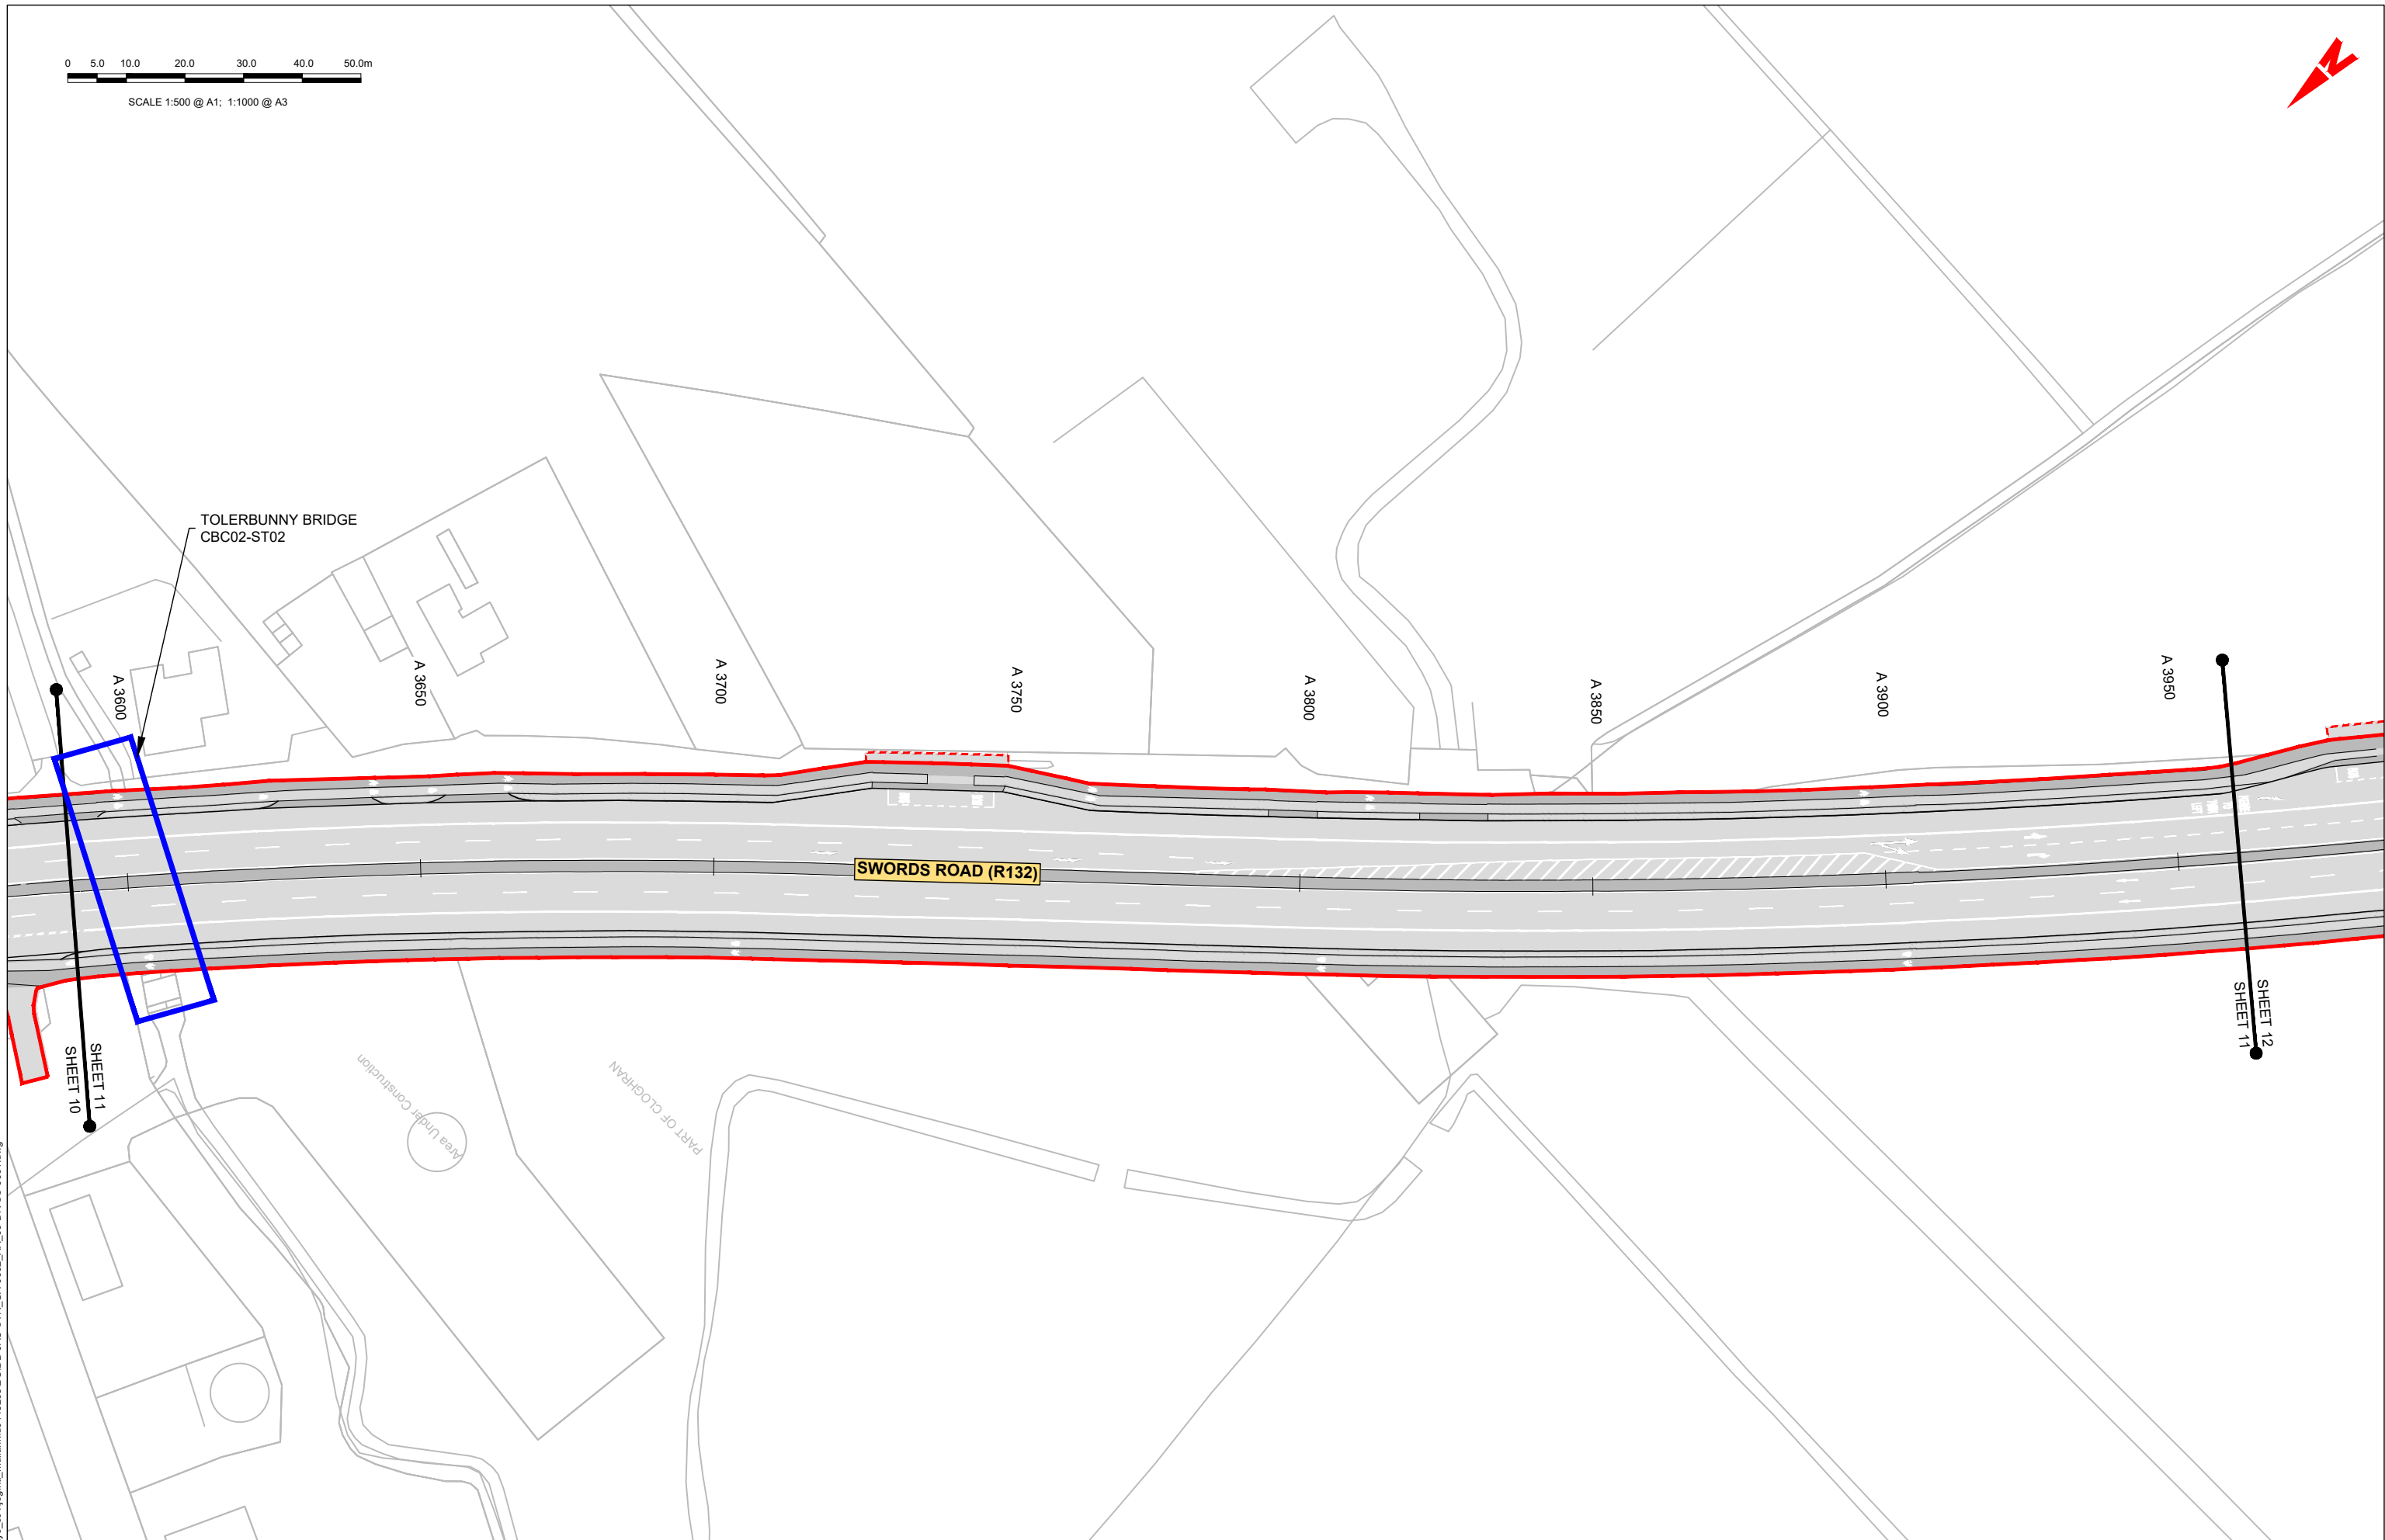 0 5.0 10.0 20.0 30.0 40.0 50.0m
SCALE 1:500 @ A1; 1:1000 @ A3
N
TOLERBUNNY BRIDGE
CBC02-ST02
A 3600
A 3650
A 3700
A 3750
A 3800
A 3850
A 3900
A 3950
SWORDS ROAD (R132)
SHEET 11
SHEET 10
SHEET 12
SHEET 11
Area Under Construction
PART OF CLOGHRAN